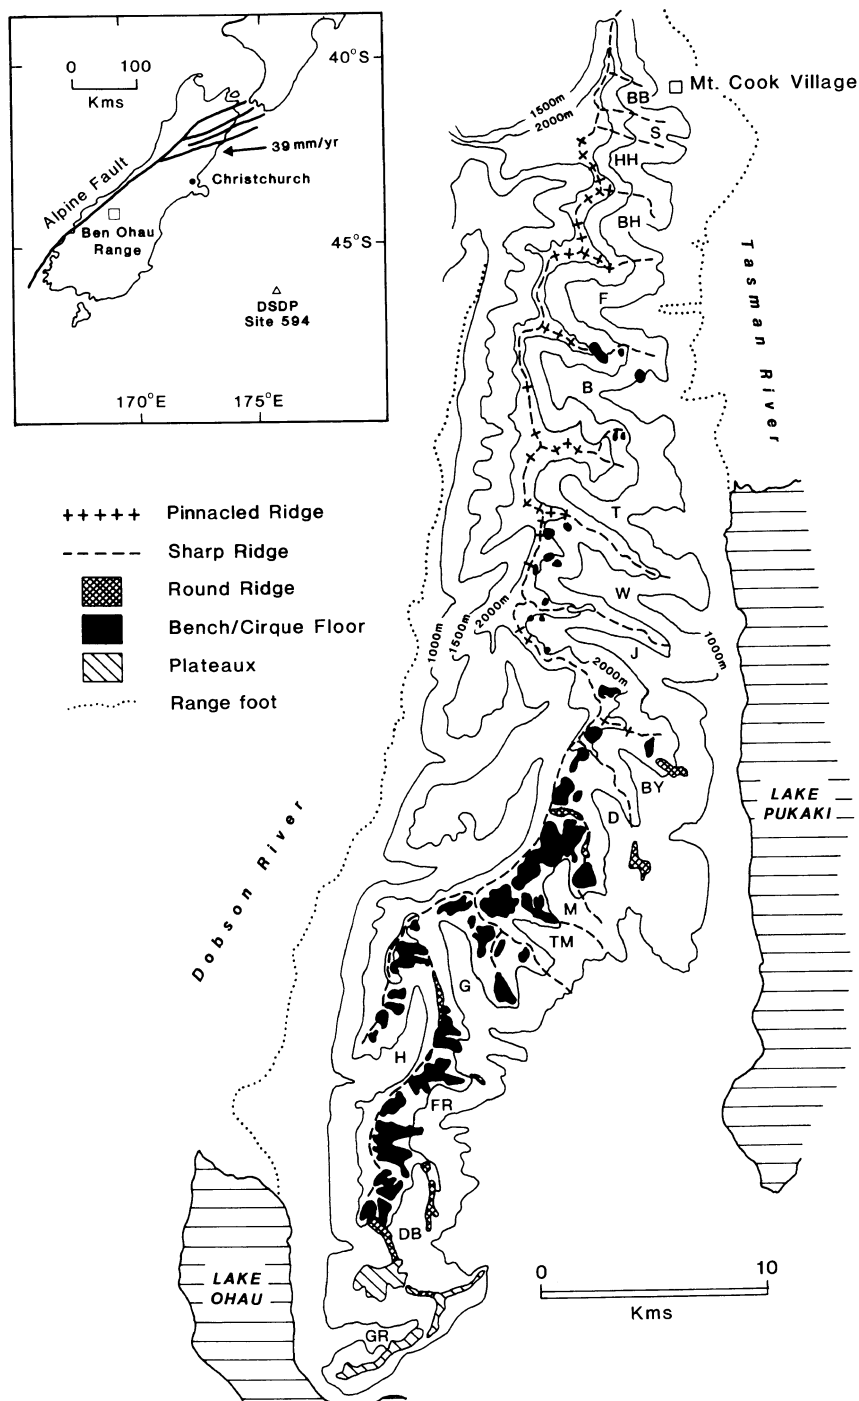 40°S
0 100
Kms
39 mm/yr
Alpine Fault
Christchurch
Ben Ohau
Range
45°S
DSDP
Site 594
170°E 175°E
Mt. Cook Village
1500m
2000m
BB
S
HH
BH
F
B
T
W
J
Tasman River
+++++ Pinnacled Ridge
Sharp Ridge
Round Ridge
Bench/Cirque Floor
Plateaux
Range foot
1000m
1500m
2000m
2000m
1000m
BY
D
M
TM
G
H
FR
DB
GR
LAKE
PUKAKI
Dobson River
LAKE
OHAU
0 10
Kms